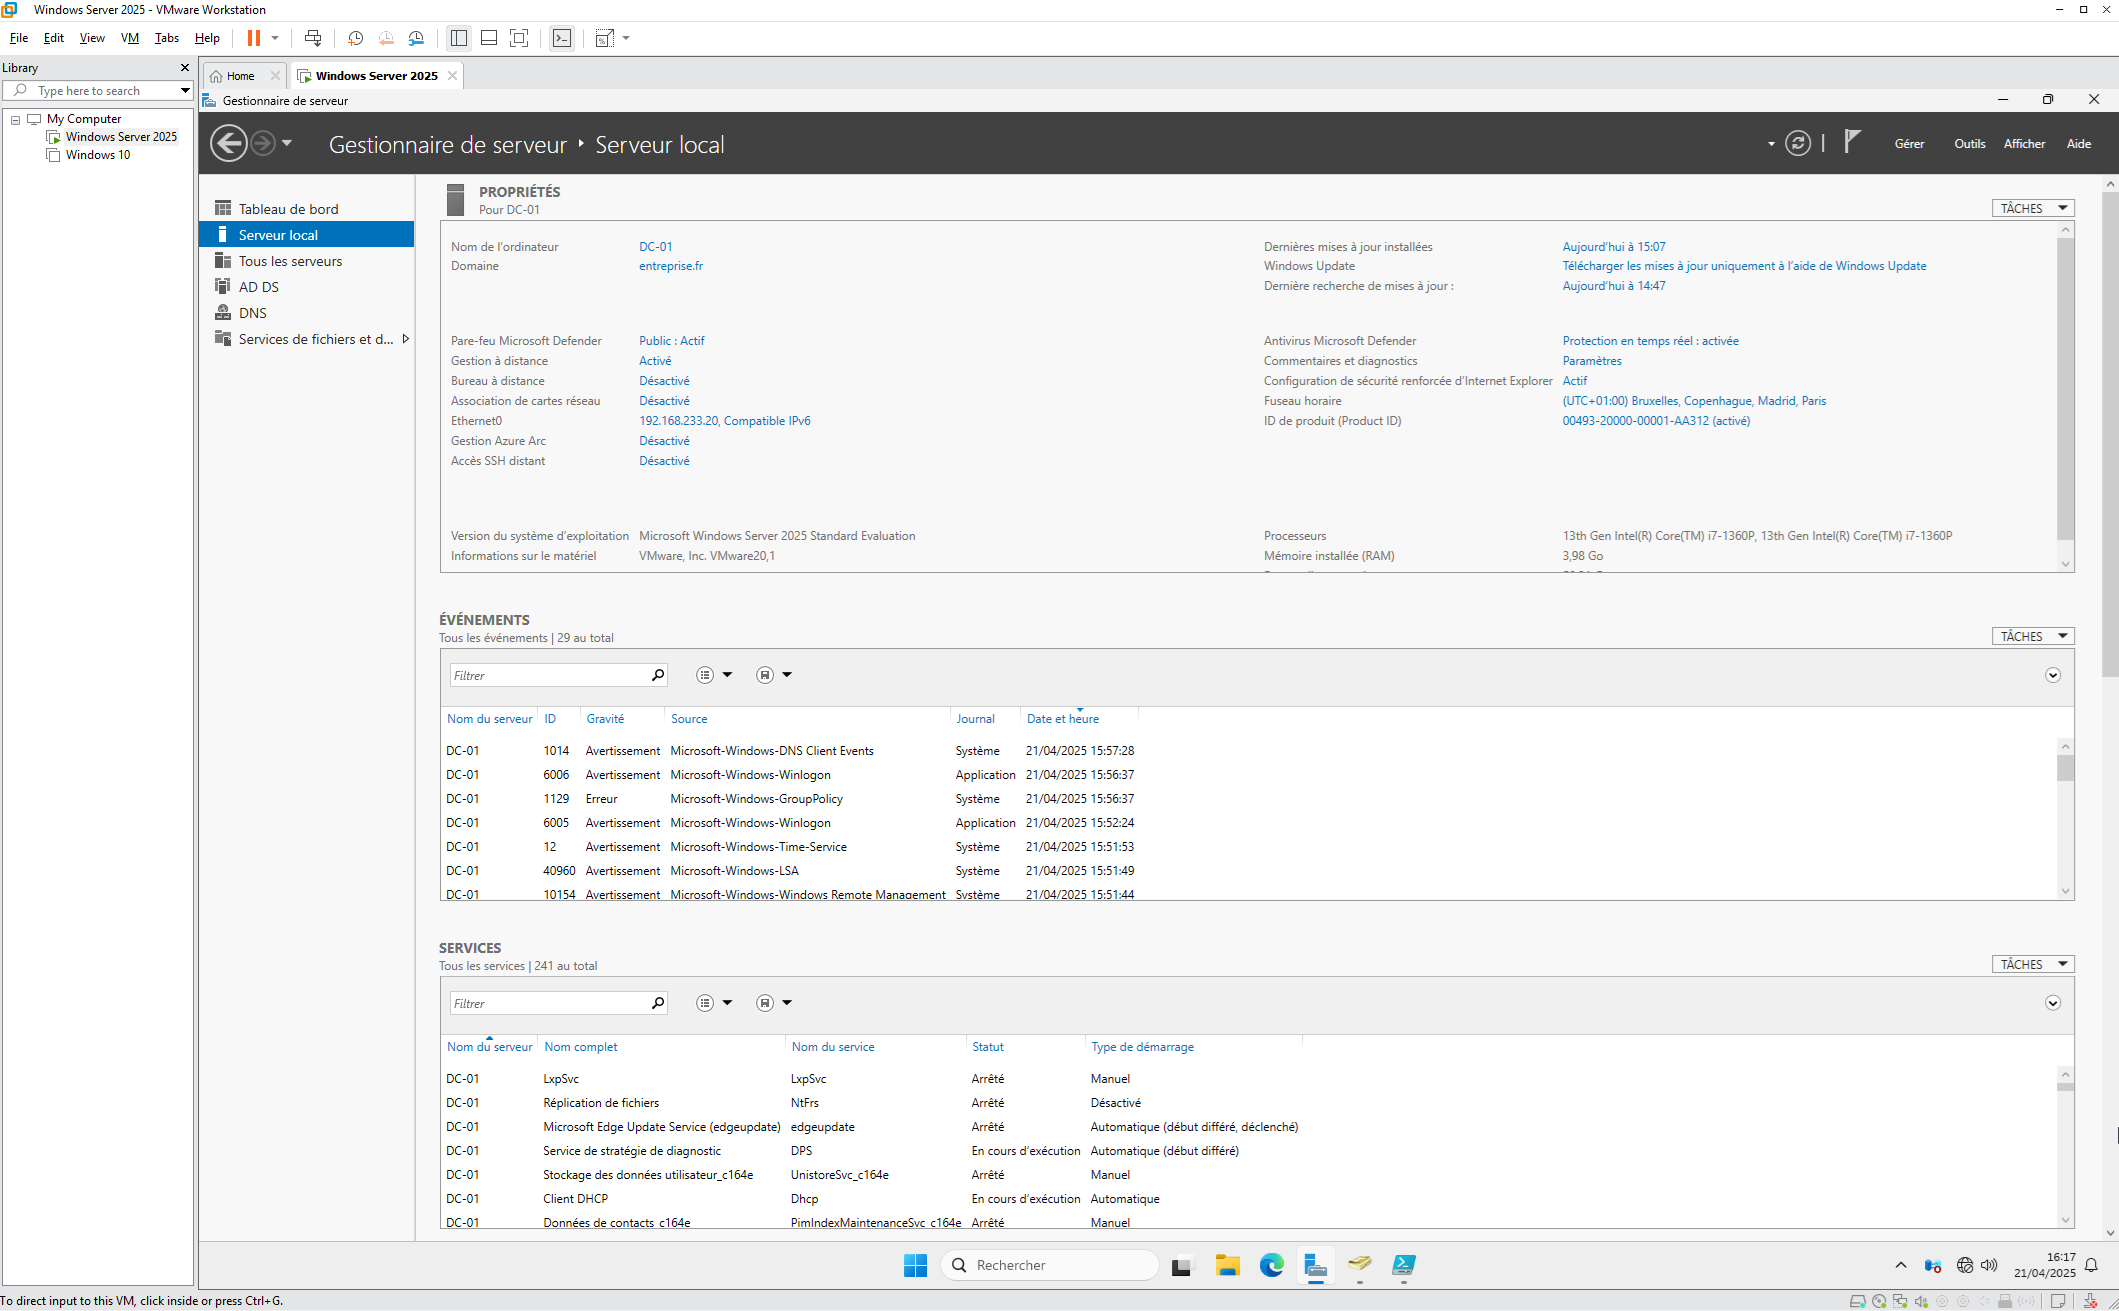 Windows Server 2025 - VMware Workstation
File Edit View VM Tabs Help
Library
Home
Windows Server 2025
Type here to search
Gestionnaire de serveur
My Computer
Windows Server 2025
Windows 10
Gestionnaire de serveur ‣ Serveur local
Gérer Outils Afficher Aide
Tableau de bord
Serveur local
Tous les serveurs
AD DS
DNS
Services de fichiers et d...
PROPRIÉTÉS
Pour DC-01
TÂCHES
Nom de l'ordinateur DC-01 Dernières mises à jour installées Aujourd'hui à 15:07
Domaine entreprise.fr Windows Update Télécharger les mises à jour uniquement à l'aide de Windows Update
Dernière recherche de mises à jour : Aujourd'hui à 14:47
Pare-feu Microsoft Defender Public : Actif Antivirus Microsoft Defender Protection en temps réel : activée
Gestion à distance Activé Commentaires et diagnostics Paramètres
Bureau à distance Désactivé Configuration de sécurité renforcée d'Internet Explorer Actif
Association de cartes réseau Désactivé Fuseau horaire (UTC+01:00) Bruxelles, Copenhague, Madrid, Paris
Ethernet0 192.168.233.20, Compatible IPv6 ID de produit (Product ID) 00493-20000-00001-AA312 (activé)
Gestion Azure Arc Désactivé
Accès SSH distant Désactivé
Version du système d'exploitation Microsoft Windows Server 2025 Standard Evaluation Processeurs 13th Gen Intel(R) Core(TM) i7-1360P, 13th Gen Intel(R) Core(TM) i7-1360P
Informations sur le matériel VMware, Inc. VMware20,1 Mémoire installée (RAM) 3,98 Go
ÉVÉNEMENTS
Tous les événements | 29 au total
TÂCHES
Filtrer
Nom du serveur ID Gravité Source Journal Date et heure
DC-01 1014 Avertissement Microsoft-Windows-DNS Client Events Système 21/04/2025 15:57:28
DC-01 6006 Avertissement Microsoft-Windows-Winlogon Application 21/04/2025 15:56:37
DC-01 1129 Erreur Microsoft-Windows-GroupPolicy Système 21/04/2025 15:56:37
DC-01 6005 Avertissement Microsoft-Windows-Winlogon Application 21/04/2025 15:52:24
DC-01 12 Avertissement Microsoft-Windows-Time-Service Système 21/04/2025 15:51:53
DC-01 40960 Avertissement Microsoft-Windows-LSA Système 21/04/2025 15:51:49
DC-01 10154 Avertissement Microsoft-Windows-Windows Remote Management Système 21/04/2025 15:51:44
SERVICES
Tous les services | 241 au total
TÂCHES
Filtrer
Nom du serveur Nom complet Nom du service Statut Type de démarrage
DC-01 LxpSvc LxpSvc Arrêté Manuel
DC-01 Réplication de fichiers NtFrs Arrêté Désactivé
DC-01 Microsoft Edge Update Service (edgeupdate) edgeupdate Arrêté Automatique (début différé, déclenché)
DC-01 Service de stratégie de diagnostic DPS En cours d'exécution Automatique (début différé)
DC-01 Stockage des données utilisateur_c164e UnistoreSvc_c164e Arrêté Manuel
DC-01 Client DHCP Dhcp En cours d'exécution Automatique
DC-01 Données de contacts_c164e PimIndexMaintenanceSvc_c164e Arrêté Manuel
Rechercher
16:17
21/04/2025
To direct input to this VM, click inside or press Ctrl+G.